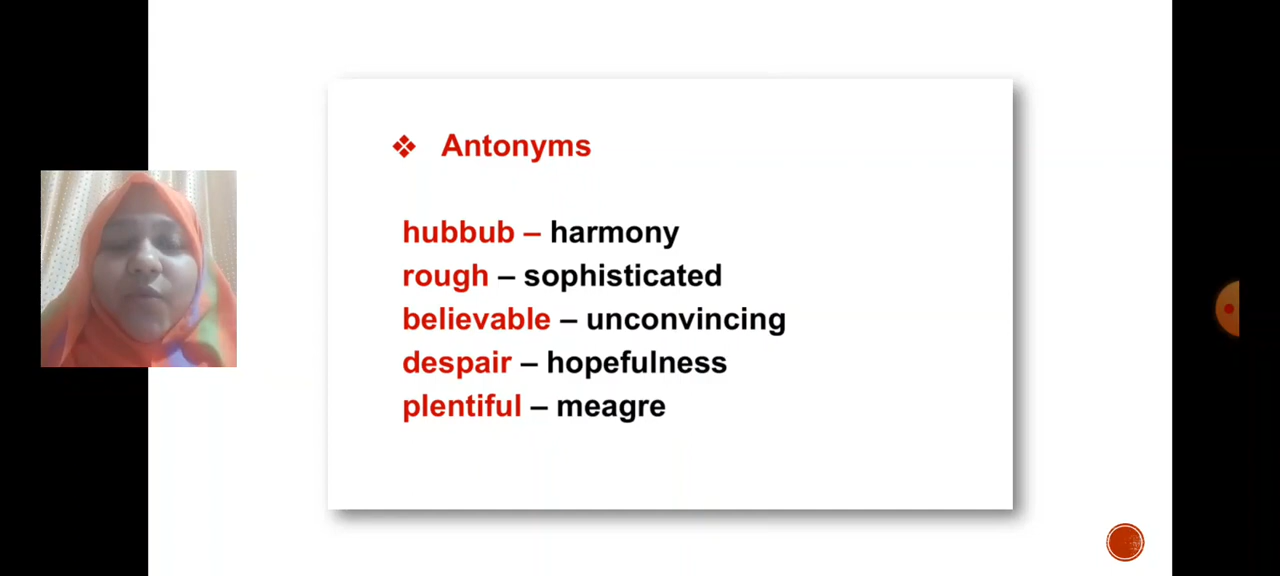 ❖ Antonyms
hubbub – harmony
rough – sophisticated
believable – unconvincing
despair – hopefulness
plentiful – meagre